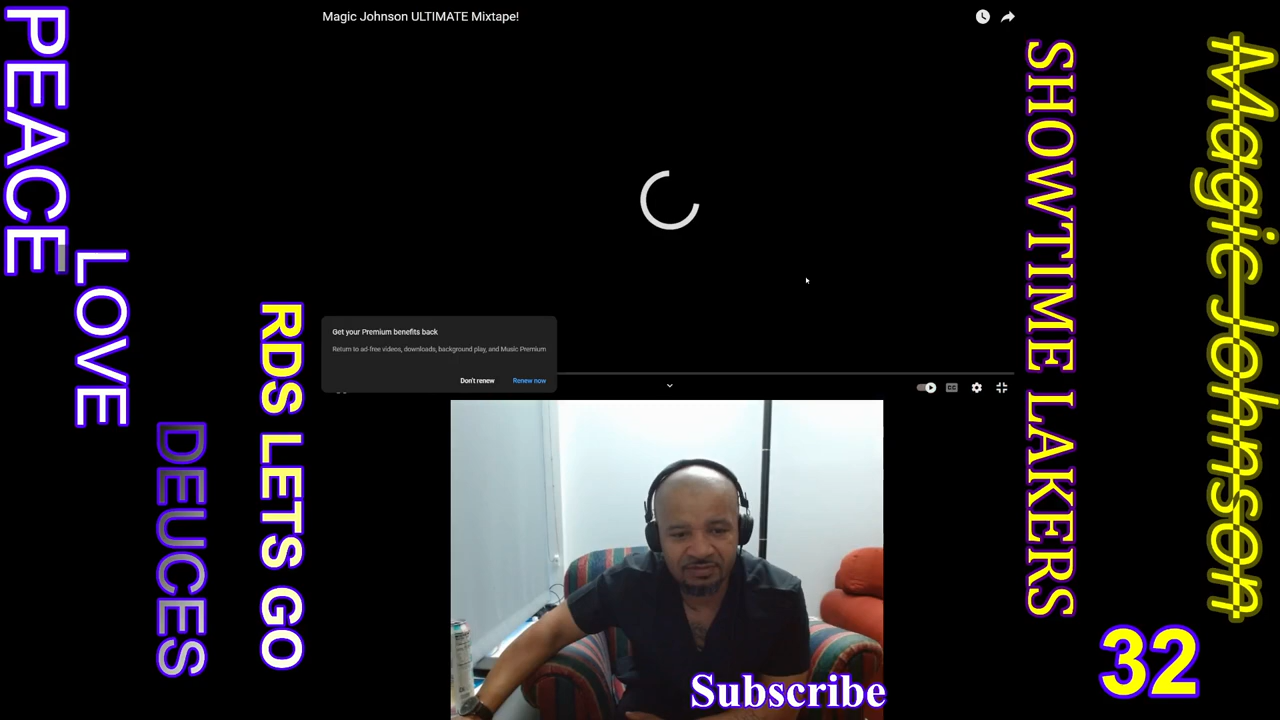 Magic Johnson ULTIMATE Mixtape!
PEACE
LOVE
DEUCES
RDS LETS GO
Get your Premium benefits back
Return to ad-free videos, downloads, background play, and Music Premium
Don't renew
Renew now
CC
SHOWTIME LAKERS
Magic Johnson
32
Subscribe